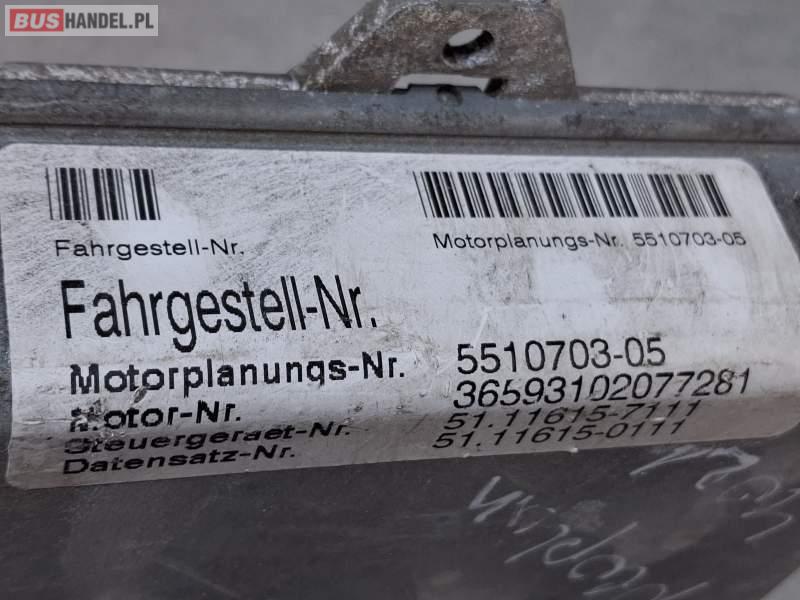 BUSHANDEL.PL
Fahrgestell-Nr.
Motorplanungs-Nr. 5510703-05
Fahrgestell-Nr.
Motorplanungs-Nr. 5510703-05
Motor-Nr. 36593102077281
Steuergeraet-Nr. 51.11615-7111
Datensatz-Nr. 51.11615-0111